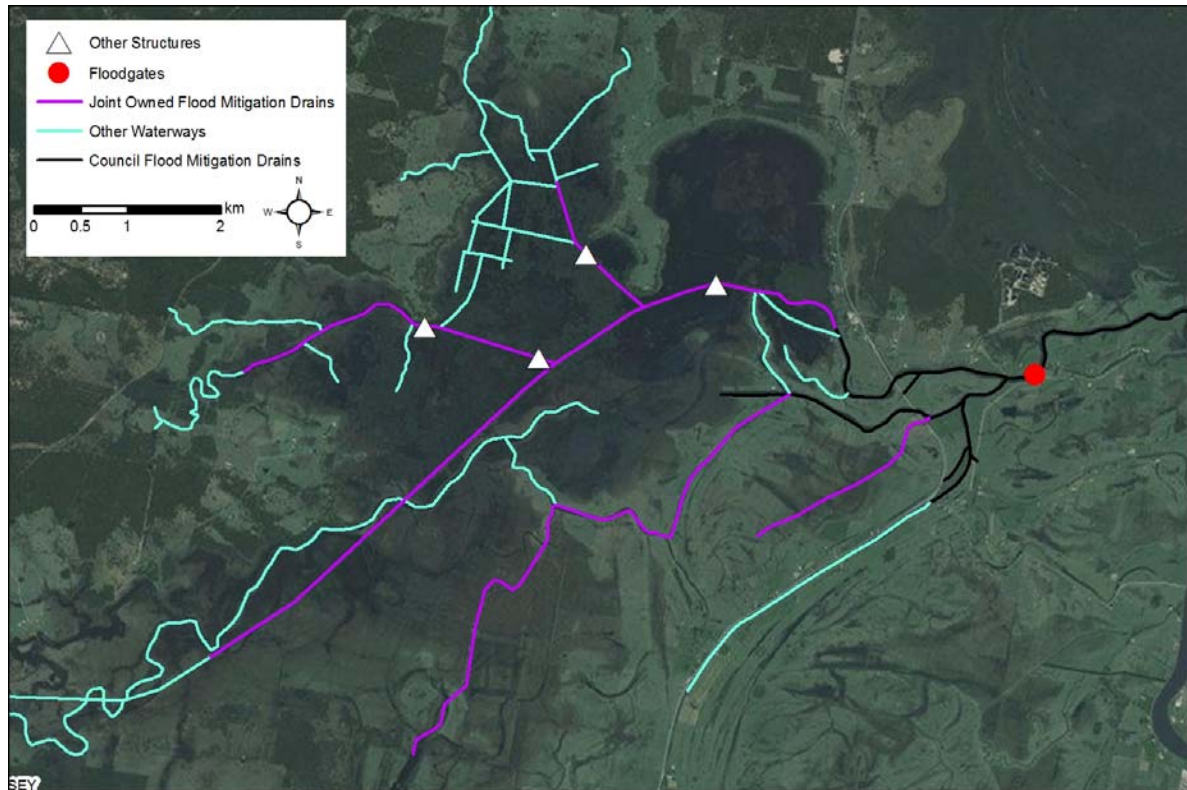 Other Structures
Floodgates
Joint Owned Flood Mitigation Drains
Other Waterways
Council Flood Mitigation Drains
km
0 0.5 1 2
N
W E
S
SEY